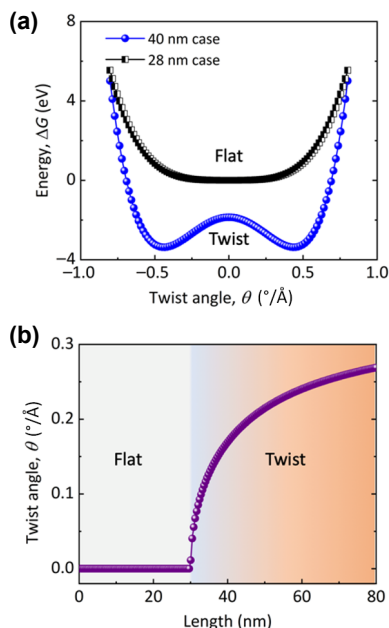 (a)
40 nm case
28 nm case
Energy, ΔG (eV)
8
4
0
−4
Flat
Twist
−1.0 −0.5 0.0 0.5 1.0
Twist angle, θ (°/Å)
(b)
Twist angle, θ (°/Å)
0.3
0.2
0.1
0.0
Flat
Twist
0 20 40 60 80
Length (nm)